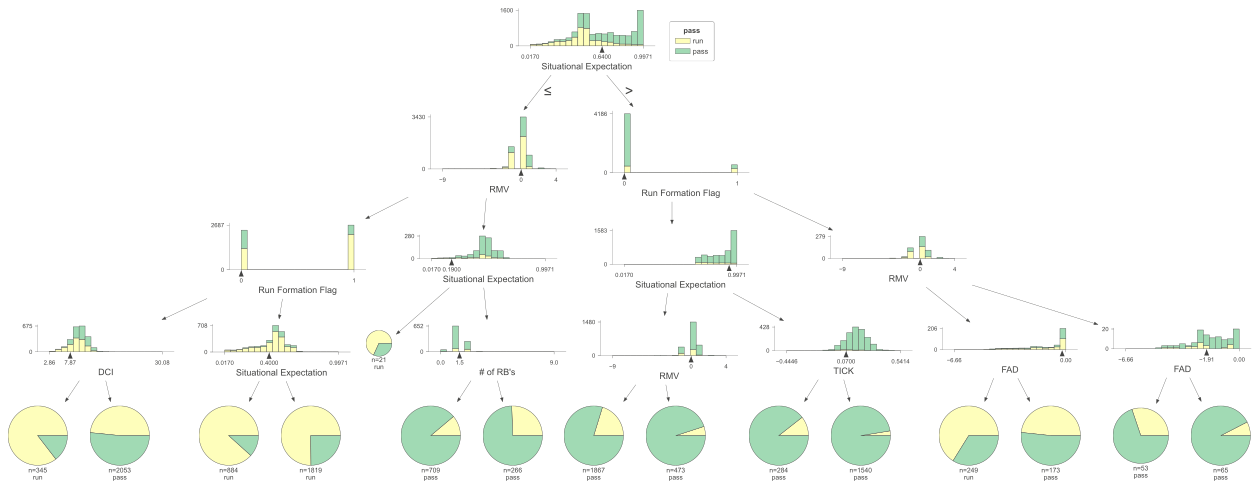 1600
0
0.0170
0.6400
0.9971
Situational Expectation
pass
run
pass
≤
>
3430
0
-9
0
4
RMV
4186
0
0
1
Run Formation Flag
2687
0
0
1
Run Formation Flag
280
0
0.0170 0.1900
0.9971
Situational Expectation
1583
0
0.0170
0.9971
Situational Expectation
279
0
-9
0
4
RMV
675
0
2.86
7.87
30.08
DCI
708
0
0.0170
0.4000
0.9971
Situational Expectation
n=21
run
652
0
0.0
1.5
9.0
# of RB's
1480
0
-9
0
4
RMV
428
0
-0.4446
0.0700
0.5414
TICK
206
0
-6.66
0.00
FAD
20
0
-6.66
-1.91
0.00
FAD
n=345
run
n=2053
pass
n=884
run
n=1819
run
n=709
pass
n=266
pass
n=1867
pass
n=473
pass
n=284
pass
n=1540
pass
n=249
run
n=173
pass
n=53
pass
n=65
pass